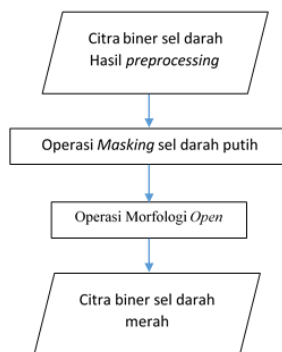 Citra biner sel darah
Hasil preprocessing
Operasi Masking sel darah putih
Operasi Morfologi Open
Citra biner sel darah
merah